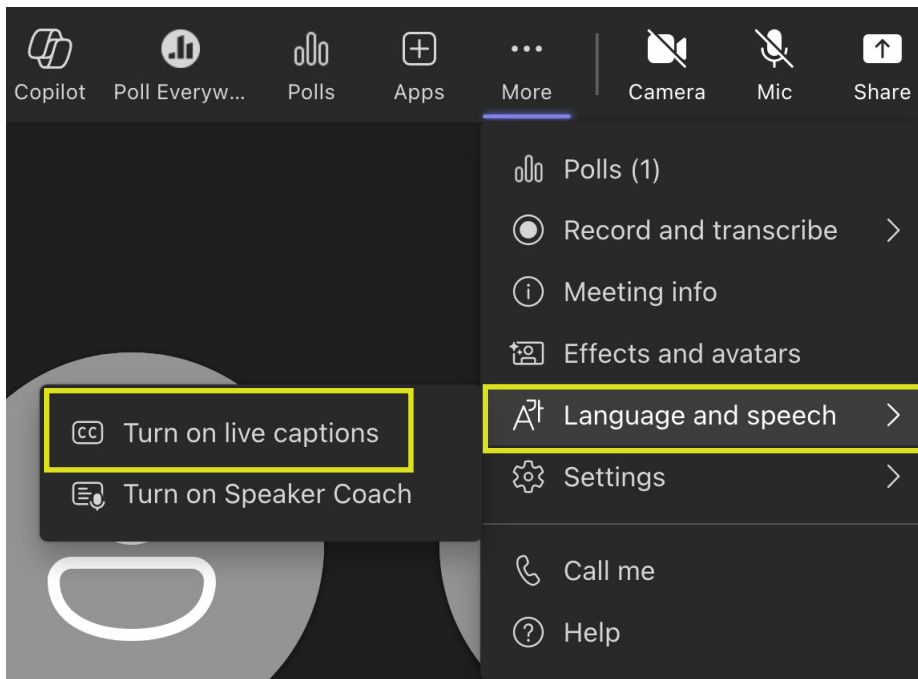 Copilot
Poll Everyw...
Polls
Apps
More
Camera
Mic
Share
Polls (1)
Record and transcribe
Meeting info
Effects and avatars
Language and speech
Settings
Call me
Help
CC
Turn on live captions
Turn on Speaker Coach